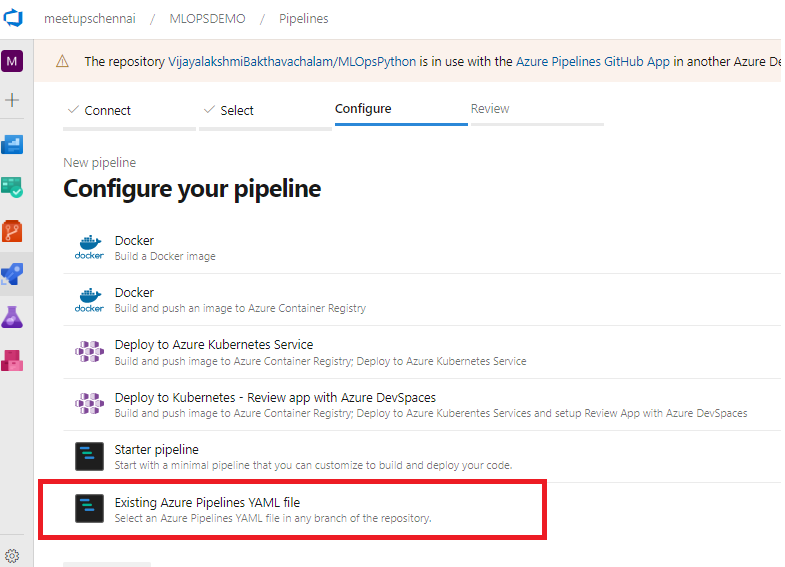 meetupschennai / MLOPSDEMO / Pipelines
M
The repository VijayalakshmiBakthavachalam/MLOpsPython is in use with the Azure Pipelines GitHub App in another Azure De
Connect Select Configure Review
New pipeline
Configure your pipeline
docker
Docker
Build a Docker image
docker
Docker
Build and push an image to Azure Container Registry
Deploy to Azure Kubernetes Service
Build and push image to Azure Container Registry; Deploy to Azure Kubernetes Service
Deploy to Kubernetes - Review app with Azure DevSpaces
Build and push image to Azure Container Registry; Deploy to Azure Kuberentes Services and setup Review App with Azure DevSpaces
Starter pipeline
Start with a minimal pipeline that you can customize to build and deploy your code.
Existing Azure Pipelines YAML file
Select an Azure Pipelines YAML file in any branch of the repository.